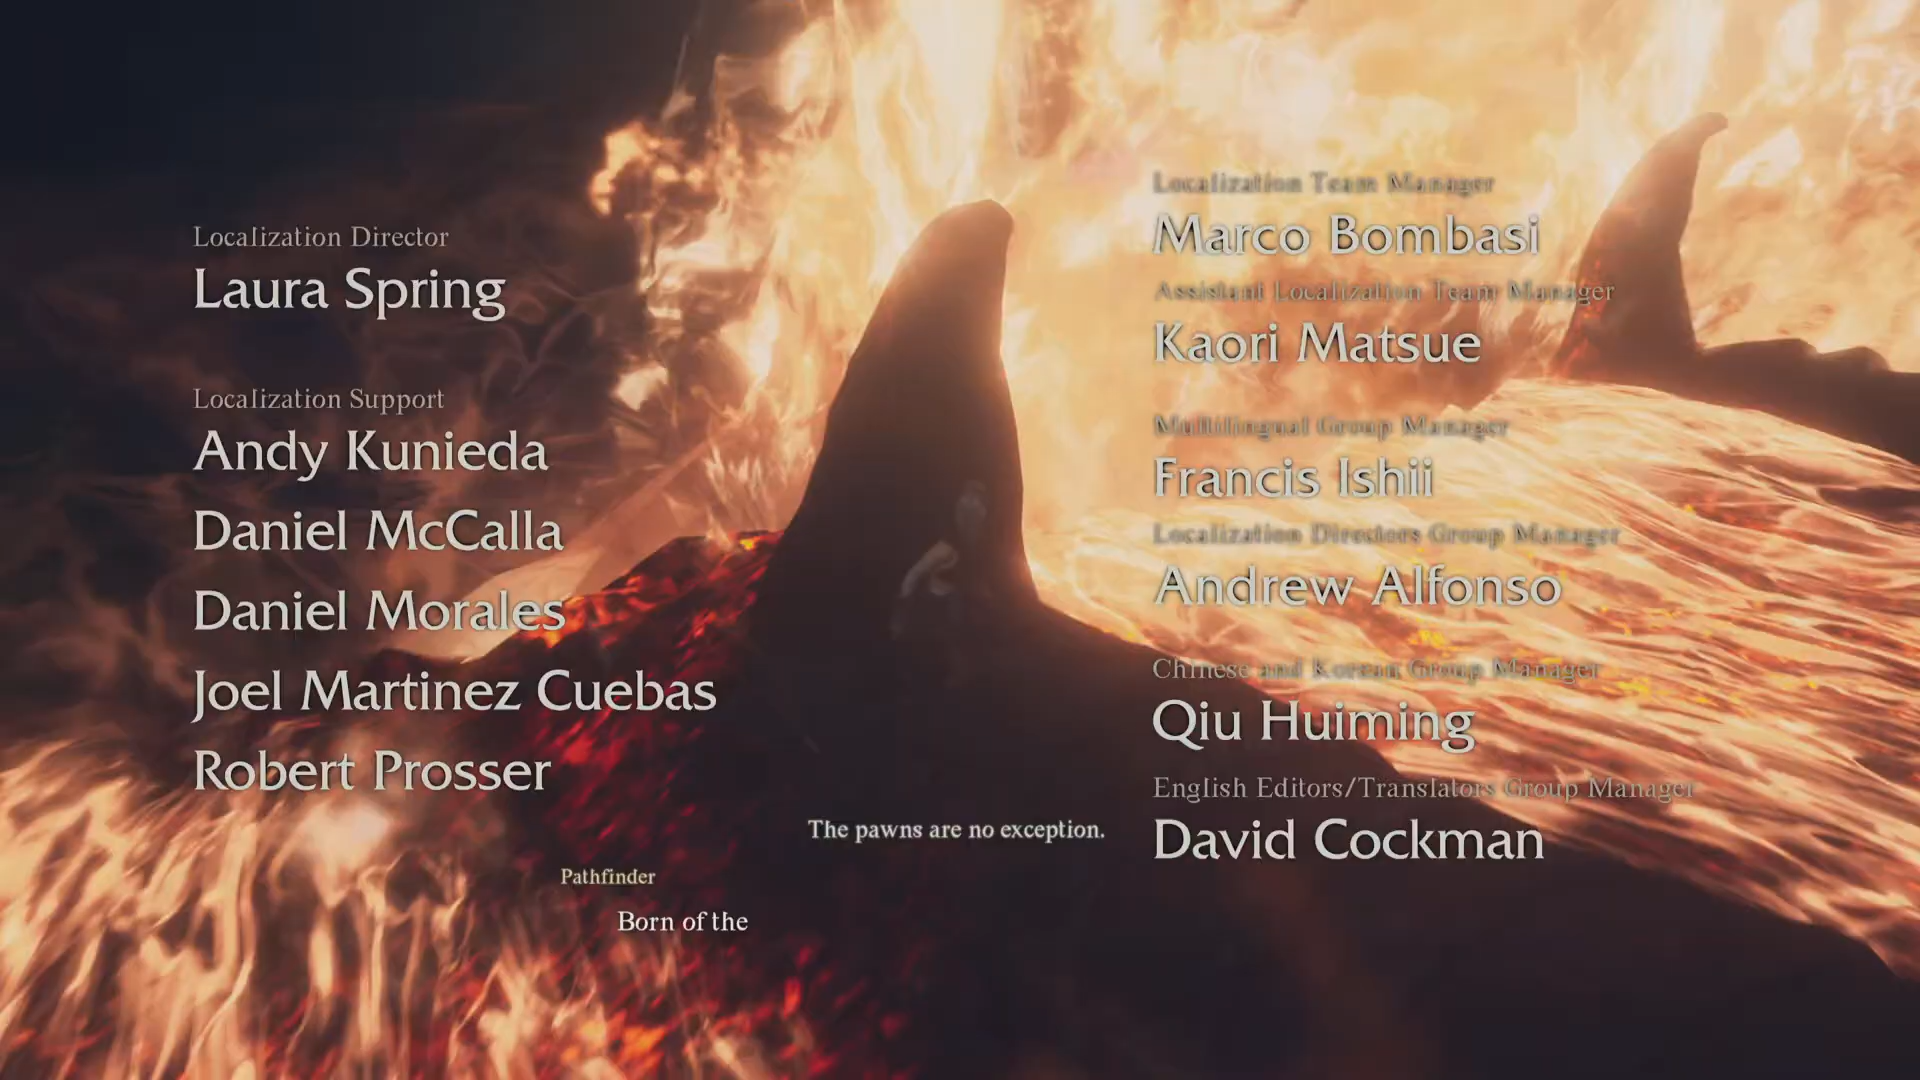 Localization Director
Laura Spring
Localization Support
Andy Kunieda
Daniel McCalla
Daniel Morales
Joel Martinez Cuebas
Robert Prosser
Localization Team Manager
Marco Bombasi
Assistant Localization Team Manager
Kaori Matsue
Multilingual Group Manager
Francis Ishii
Localization Directors Group Manager
Andrew Alfonso
Chinese and Korean Group Manager
Qiu Huiming
English Editors/Translators Group Manager
David Cockman
The pawns are no exception.
Pathfinder
Born of the